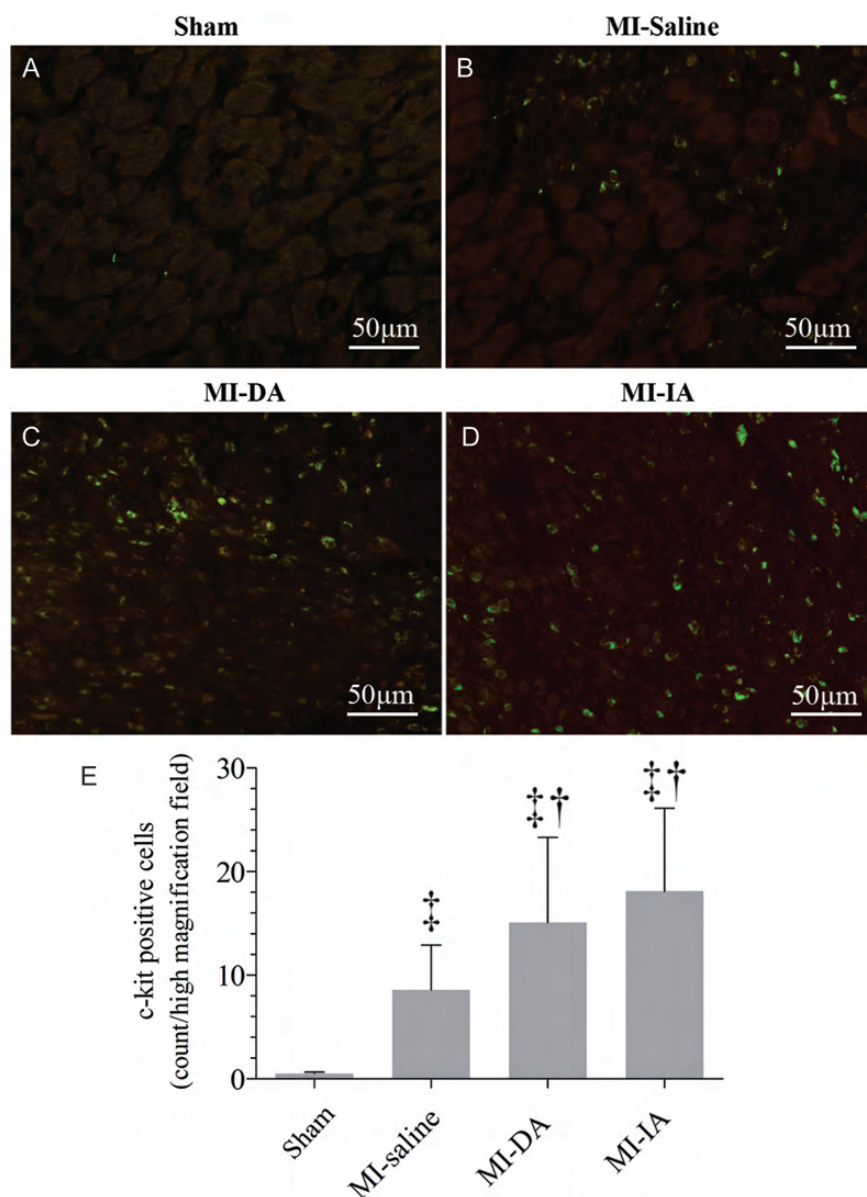 Sham
MI-Saline
A
B
50μm
50μm
MI-DA
MI-IA
C
D
50μm
50μm
E
c-kit positive cells
(count/high magnification field)
30
20
10
0
‡
‡†
‡†
Sham
MI-saline
MI-DA
MI-IA